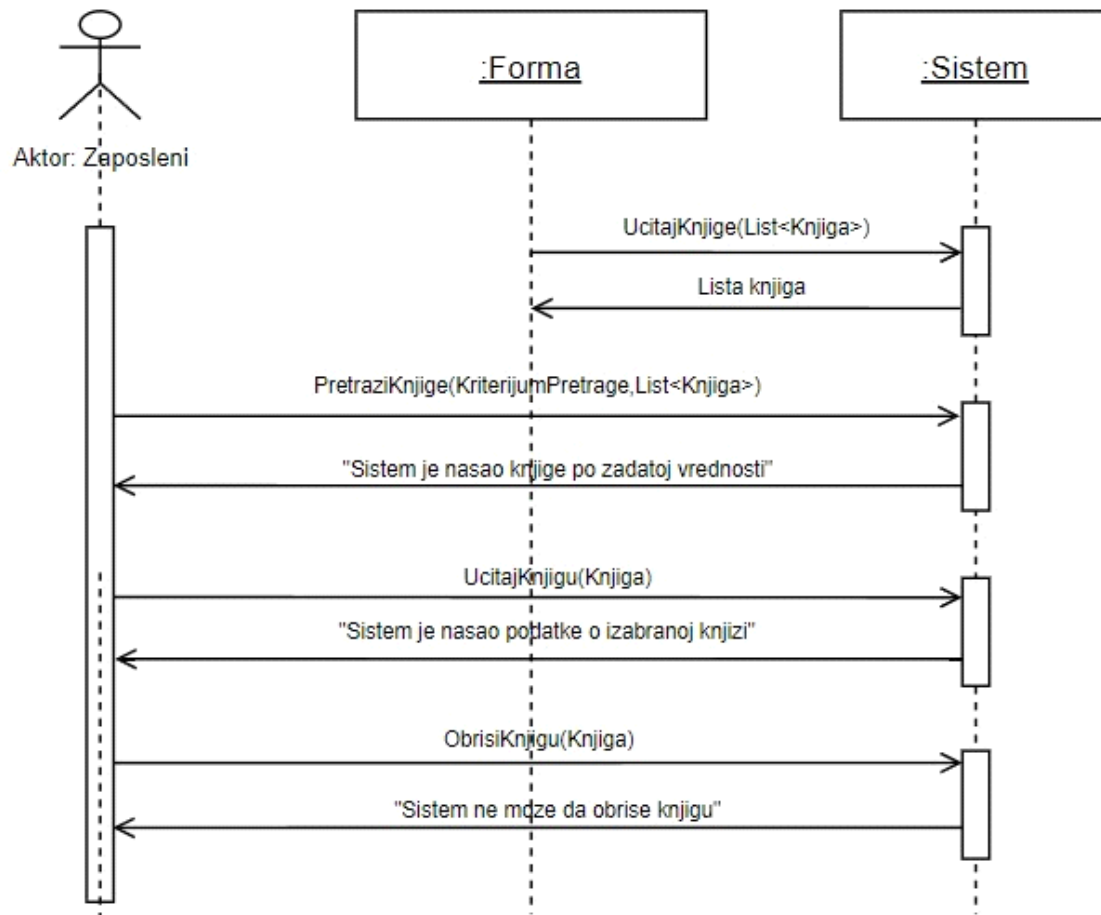 :Forma
:Sistem
Aktor: Zaposleni
UcitajKnjige(List<Knjiga>)
Lista knjiga
PretraziKnjige(KriterijumPretrage,List<Knjiga>)
"Sistem je nasao knjige po zadatoj vrednosti"
UcitajKnjigu(Knjiga)
"Sistem je nasao podatke o izabranoj knjizi"
ObrisiKnjigu(Knjiga)
"Sistem ne moze da obrise knjigu"